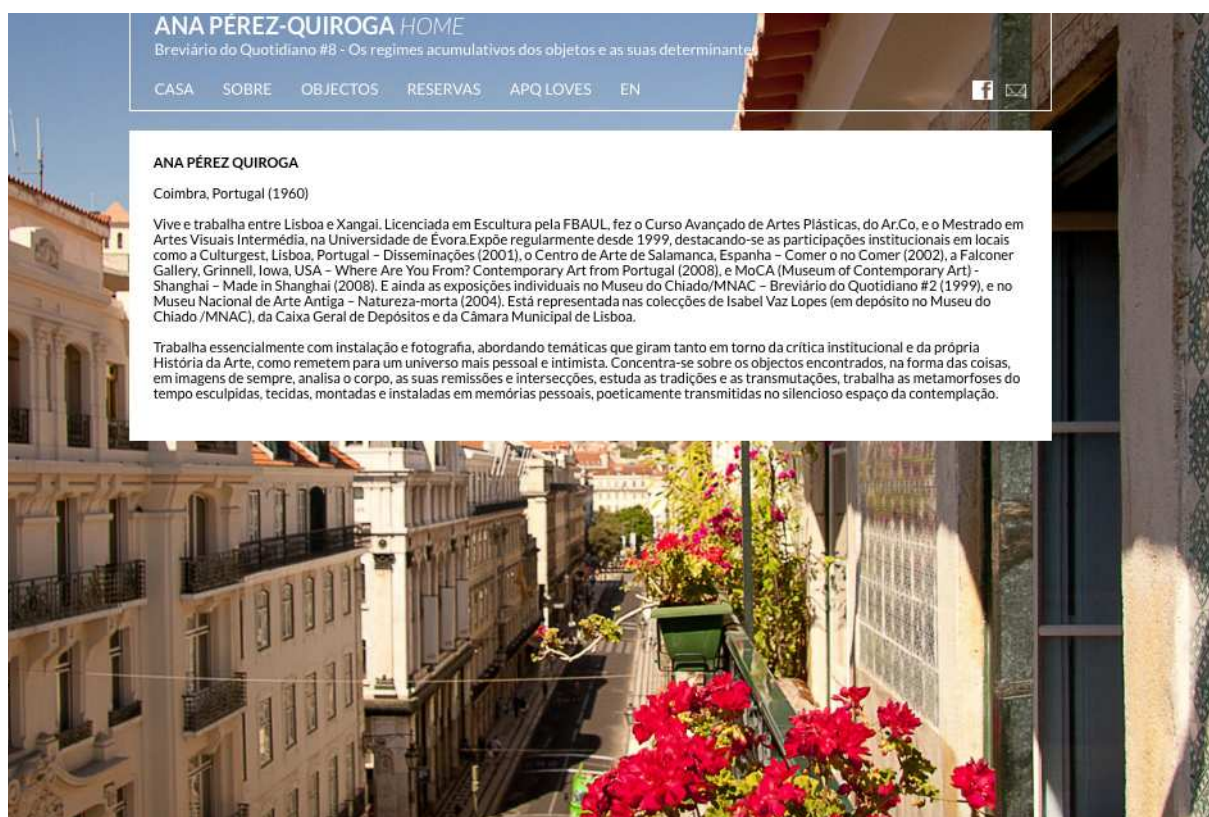 ANA PÉREZ-QUIROGA HOME
Breviário do Quotidiano #8 - Os regimes acumulativos dos objetos e as suas determinantes
CASA SOBRE OBJECTOS RESERVAS APQ LOVES EN
f
ANA PÉREZ QUIROGA
Coimbra, Portugal (1960)
Vive e trabalha entre Lisboa e Xangai. Licenciada em Escultura pela FBAUL, fez o Curso Avançado de Artes Plásticas, do Ar.Co, e o Mestrado em
Artes Visuais Intermédia, na Universidade de Évora.Expõe regularmente desde 1999, destacando-se as participações institucionais em locais
como a Culturgest, Lisboa, Portugal – Disseminações (2001), o Centro de Arte de Salamanca, Espanha – Comer o no Comer (2002), a Falconer
Gallery, Grinnell, Iowa, USA – Where Are You From? Contemporary Art from Portugal (2008), e MoCA (Museum of Contemporary Art) -
Shanghai – Made in Shanghai (2008). E ainda as exposições individuais no Museu do Chiado/MNAC – Breviário do Quotidiano #2 (1999), e no
Museu Nacional de Arte Antiga – Natureza-morta (2004). Está representada nas colecções de Isabel Vaz Lopes (em depósito no Museu do
Chiado /MNAC), da Caixa Geral de Depósitos e da Câmara Municipal de Lisboa.
Trabalha essencialmente com instalação e fotografia, abordando temáticas que giram tanto em torno da crítica institucional e da própria
História da Arte, como remetem para um universo mais pessoal e intimista. Concentra-se sobre os objectos encontrados, na forma das coisas,
em imagens de sempre, analisa o corpo, as suas remissões e intersecções, estuda as tradições e as transmutações, trabalha as metamorfoses do
tempo esculpidas, tecidas, montadas e instaladas em memórias pessoais, poeticamente transmitidas no silencioso espaço da contemplação.